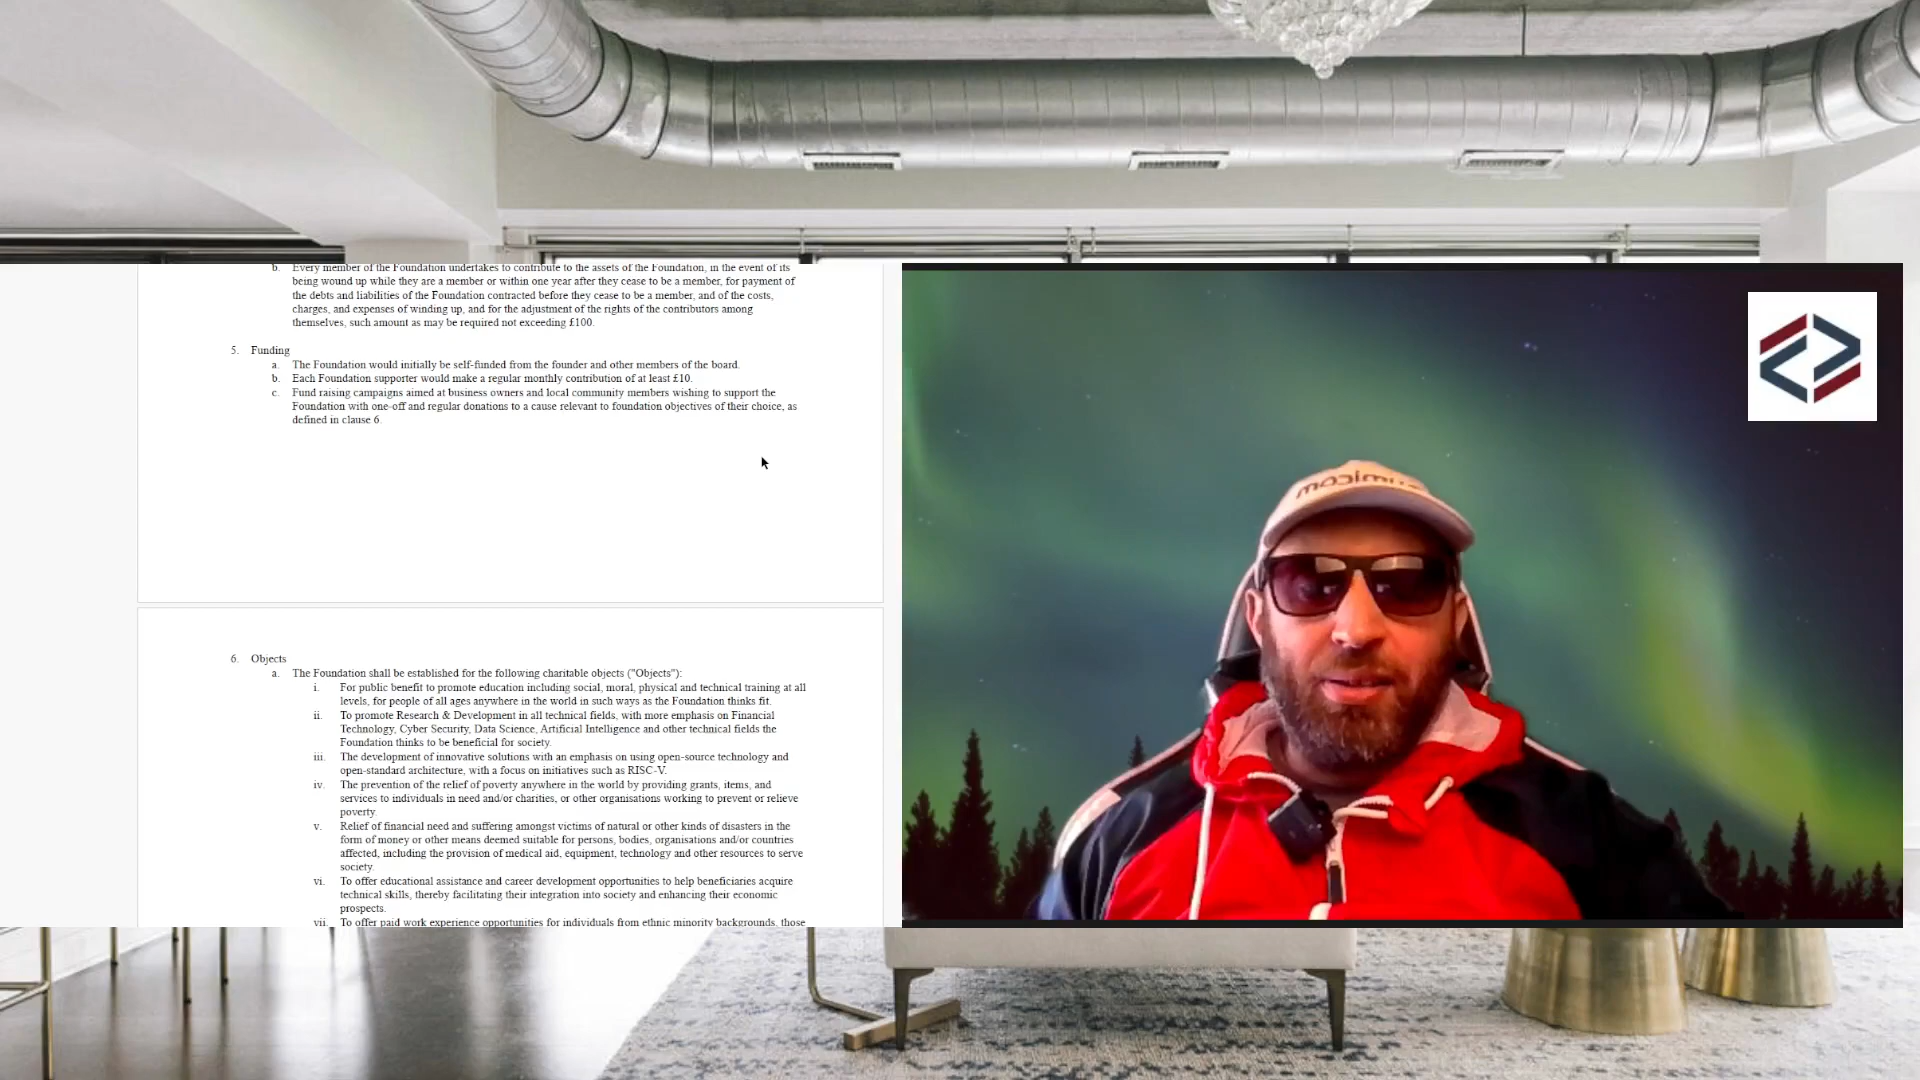 b. Every member of the Foundation undertakes to contribute to the assets of the Foundation, in the event of its
being wound up while they are a member or within one year after they cease to be a member, for payment of
the debts and liabilities of the Foundation contracted before they cease to be a member, and of the costs,
charges, and expenses of winding up, and for the adjustment of the rights of the contributors among
themselves, such amount as may be required not exceeding £100.
5. Funding
a. The Foundation would initially be self-funded from the founder and other members of the board.
b. Each Foundation supporter would make a regular monthly contribution of at least £10.
c. Fund raising campaigns aimed at business owners and local community members wishing to support the
Foundation with one-off and regular donations to a cause relevant to foundation objectives of their choice, as
defined in clause 6.
6. Objects
a. The Foundation shall be established for the following charitable objects ("Objects"):
i. For public benefit to promote education including social, moral, physical and technical training at all
levels, for people of all ages anywhere in the world in such ways as the Foundation thinks fit.
ii. To promote Research & Development in all technical fields, with more emphasis on Financial
Technology, Cyber Security, Data Science, Artificial Intelligence and other technical fields the
Foundation thinks to be beneficial for society.
iii. The development of innovative solutions with an emphasis on using open-source technology and
open-standard architecture, with a focus on initiatives such as RISC-V.
iv. The prevention of the relief of poverty anywhere in the world by providing grants, items, and
services to individuals in need and/or charities, or other organisations working to prevent or relieve
poverty.
v. Relief of financial need and suffering amongst victims of natural or other kinds of disasters in the
form of money or other means deemed suitable for persons, bodies, organisations and/or countries
affected, including the provision of medical aid, equipment, technology and other resources to serve
society.
vi. To offer educational assistance and career development opportunities to help beneficiaries acquire
technical skills, thereby facilitating their integration into society and enhancing their economic
prospects.
vii. To offer paid work experience opportunities for individuals from ethnic minority backgrounds, those